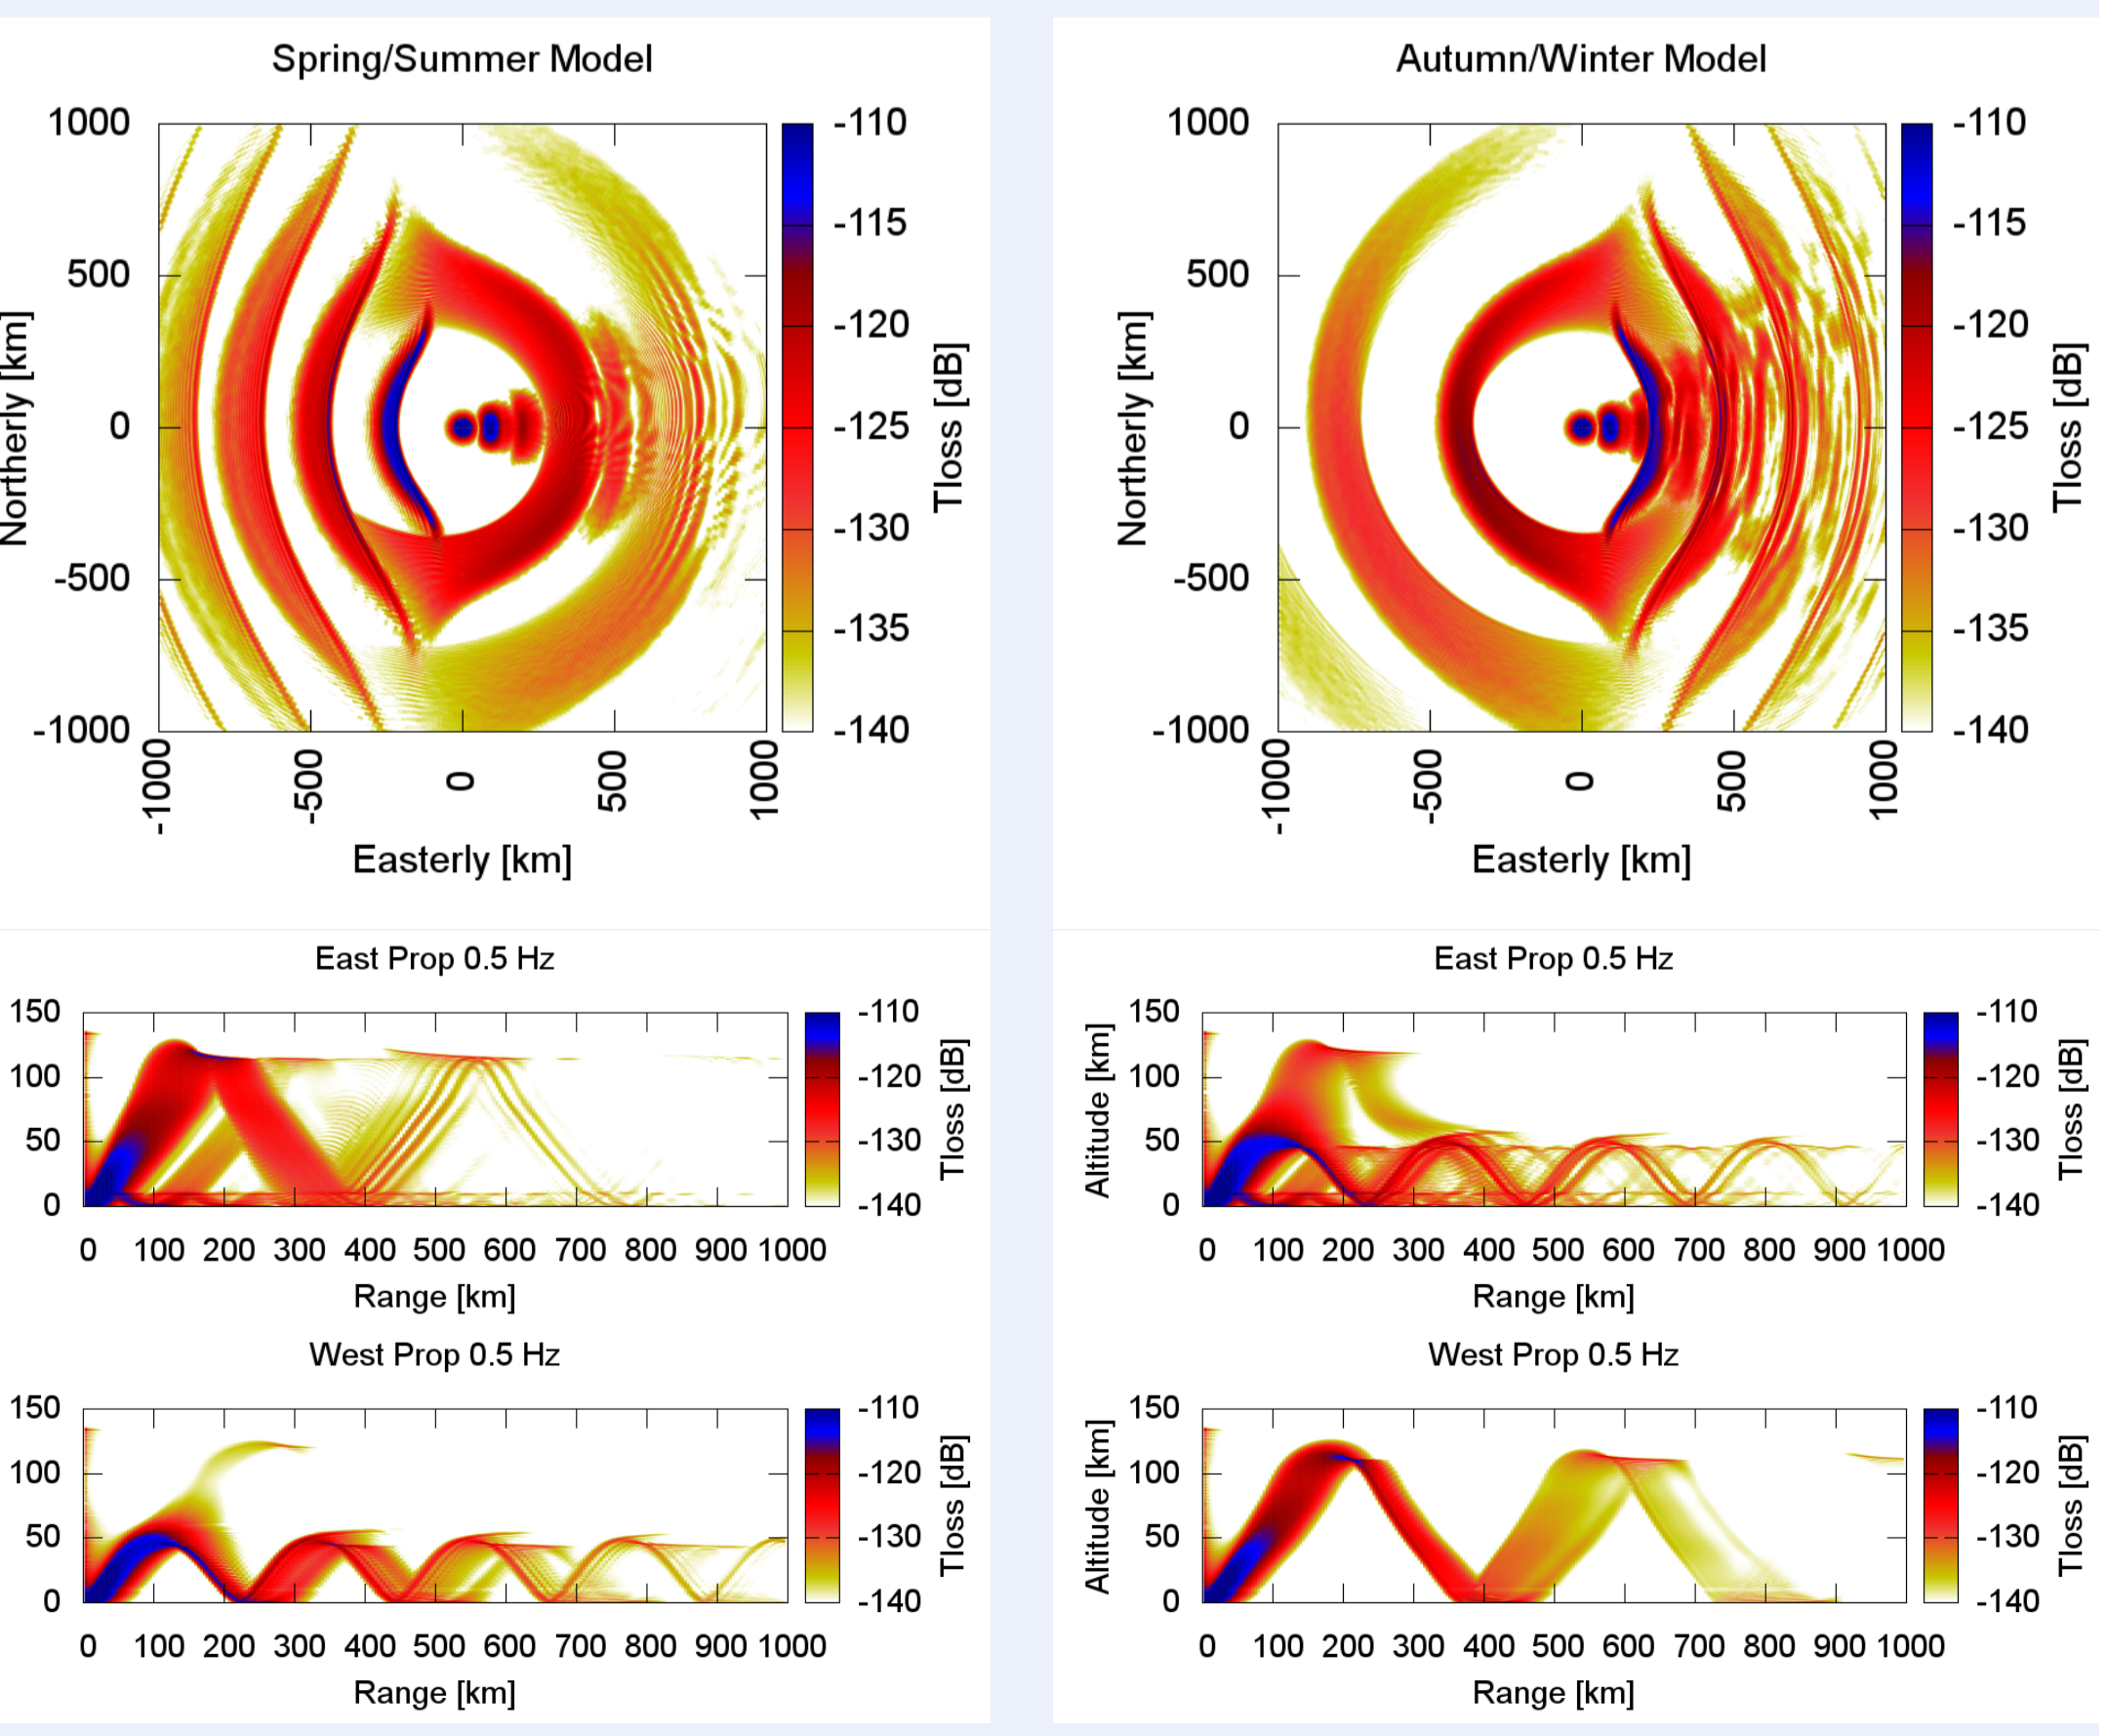 Spring/Summer Model
1000
500
0
-500
-1000
Northerly [km]
-1000
-500
0
500
1000
Easterly [km]
-110
-115
-120
-125
-130
-135
-140
Tloss [dB]
Autumn/Winter Model
1000
500
0
-500
-1000
Northerly [km]
-1000
-500
0
500
1000
Easterly [km]
-110
-115
-120
-125
-130
-135
-140
Tloss [dB]
East Prop 0.5 Hz
150
100
50
0
0 100 200 300 400 500 600 700 800 900 1000
Range [km]
-110
-120
-130
-140
Tloss [dB]
East Prop 0.5 Hz
Altitude [km]
150
100
50
0
0 100 200 300 400 500 600 700 800 900 1000
Range [km]
-110
-120
-130
-140
Tloss [dB]
West Prop 0.5 Hz
150
100
50
0
0 100 200 300 400 500 600 700 800 900 1000
Range [km]
-110
-120
-130
-140
Tloss [dB]
West Prop 0.5 Hz
Altitude [km]
150
100
50
0
0 100 200 300 400 500 600 700 800 900 1000
Range [km]
-110
-120
-130
-140
Tloss [dB]